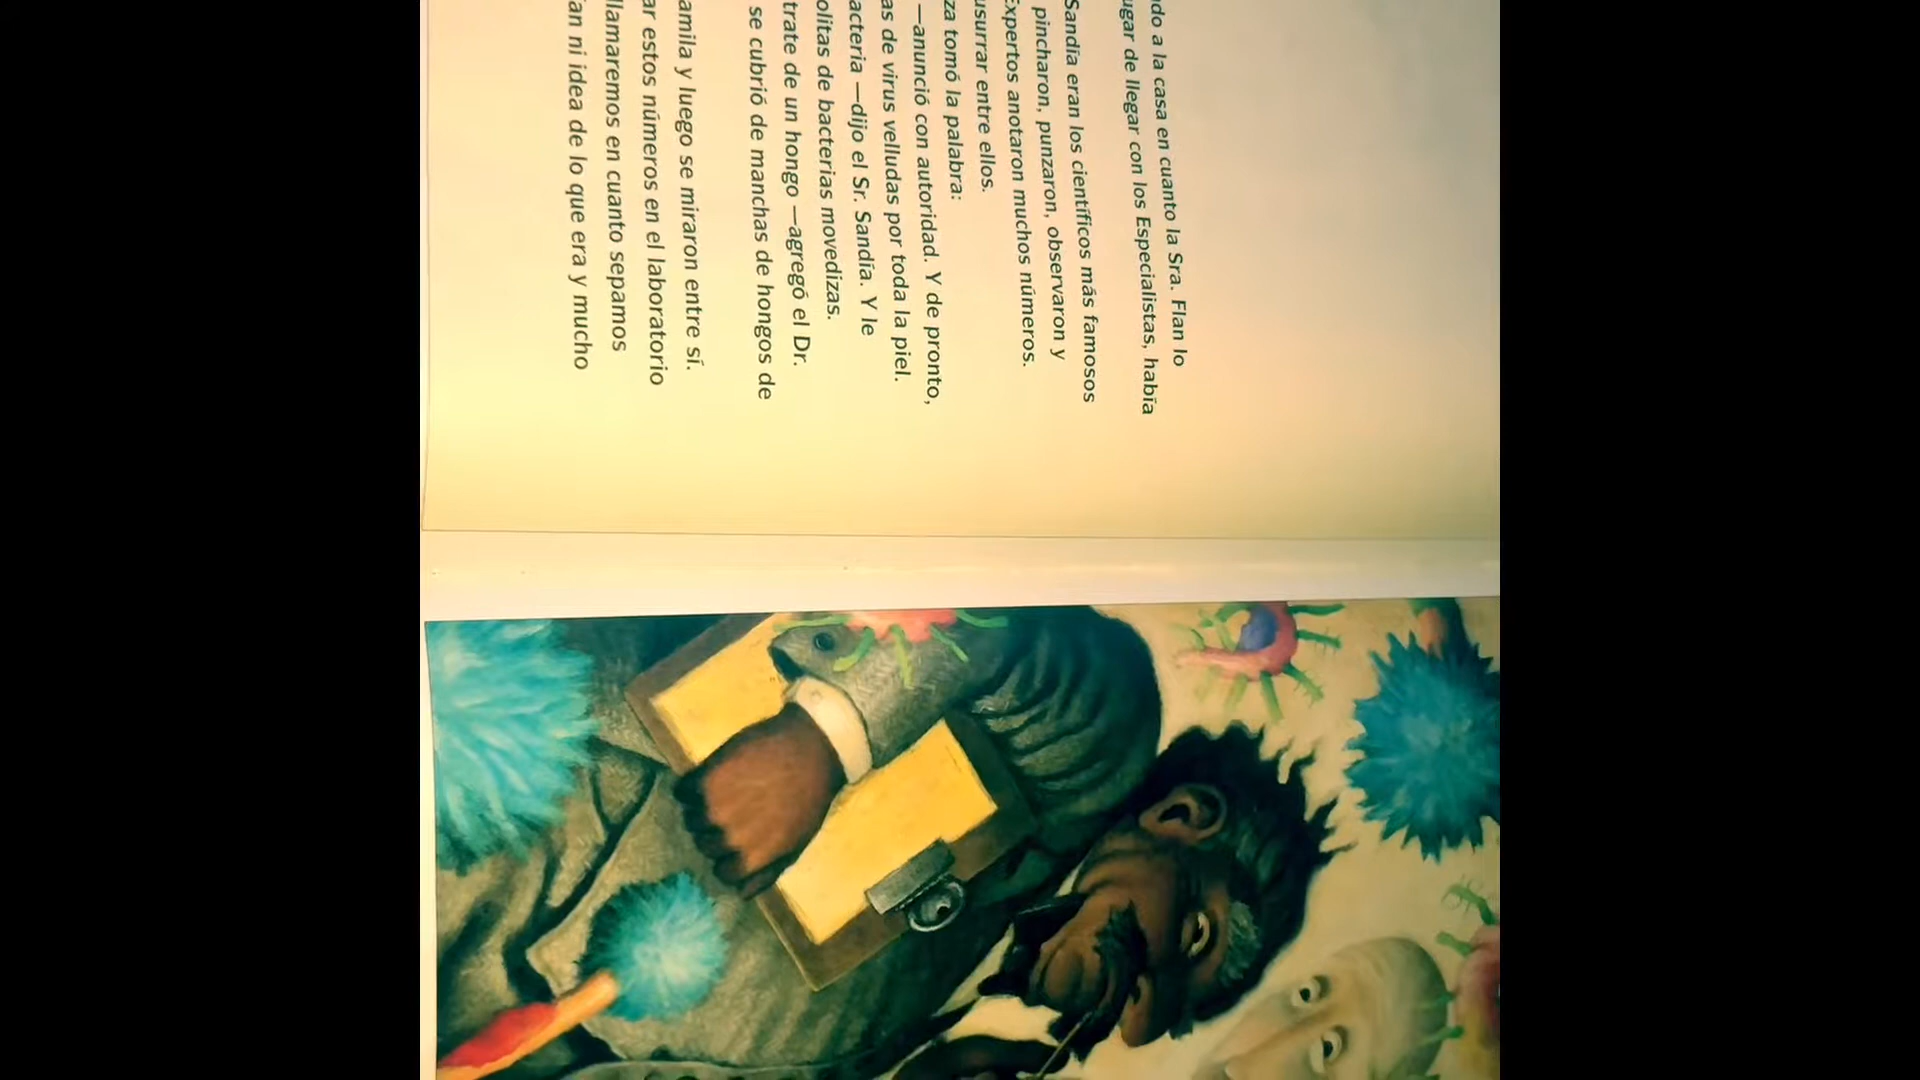 do a la casa en cuanto la Sra. Flan lo
ugar de llegar con los Especialistas, había
Sandía eran los científicos más famosos
pincharon, punzaron, observaron y
Expertos anotaron muchos números.
usurrar entre ellos.
za tomó la palabra:
—anunció con autoridad. Y de pronto,
as de virus velludas por toda la piel.
acteria —dijo el Sr. Sandía. Y le
olitas de bacterias movedizas.
trate de un hongo —agregó el Dr.
se cubrió de manchas de hongos de
amila y luego se miraron entre sí.
ar estos números en el laboratorio
llamaremos en cuanto sepamos
an ni idea de lo que era y mucho